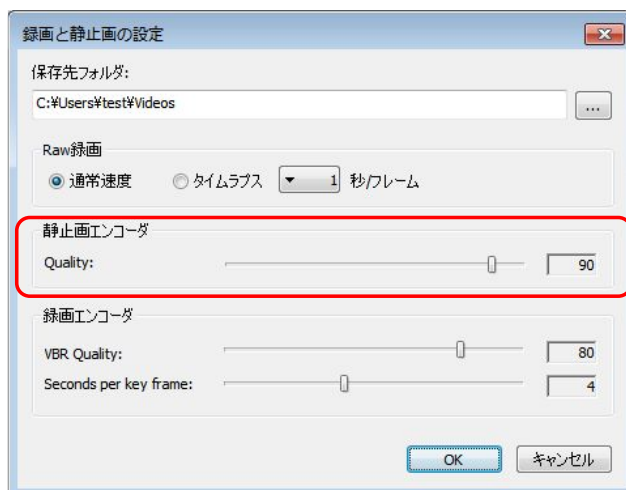 録画と静止画の設定
保存先フォルダ:
C:¥Users¥test¥Videos
...
Raw録画
通常速度 タイムラプス 1 秒/フレーム
静止画エンコーダ
Quality: 90
録画エンコーダ
VBR Quality: 80
Seconds per key frame: 4
OK キャンセル